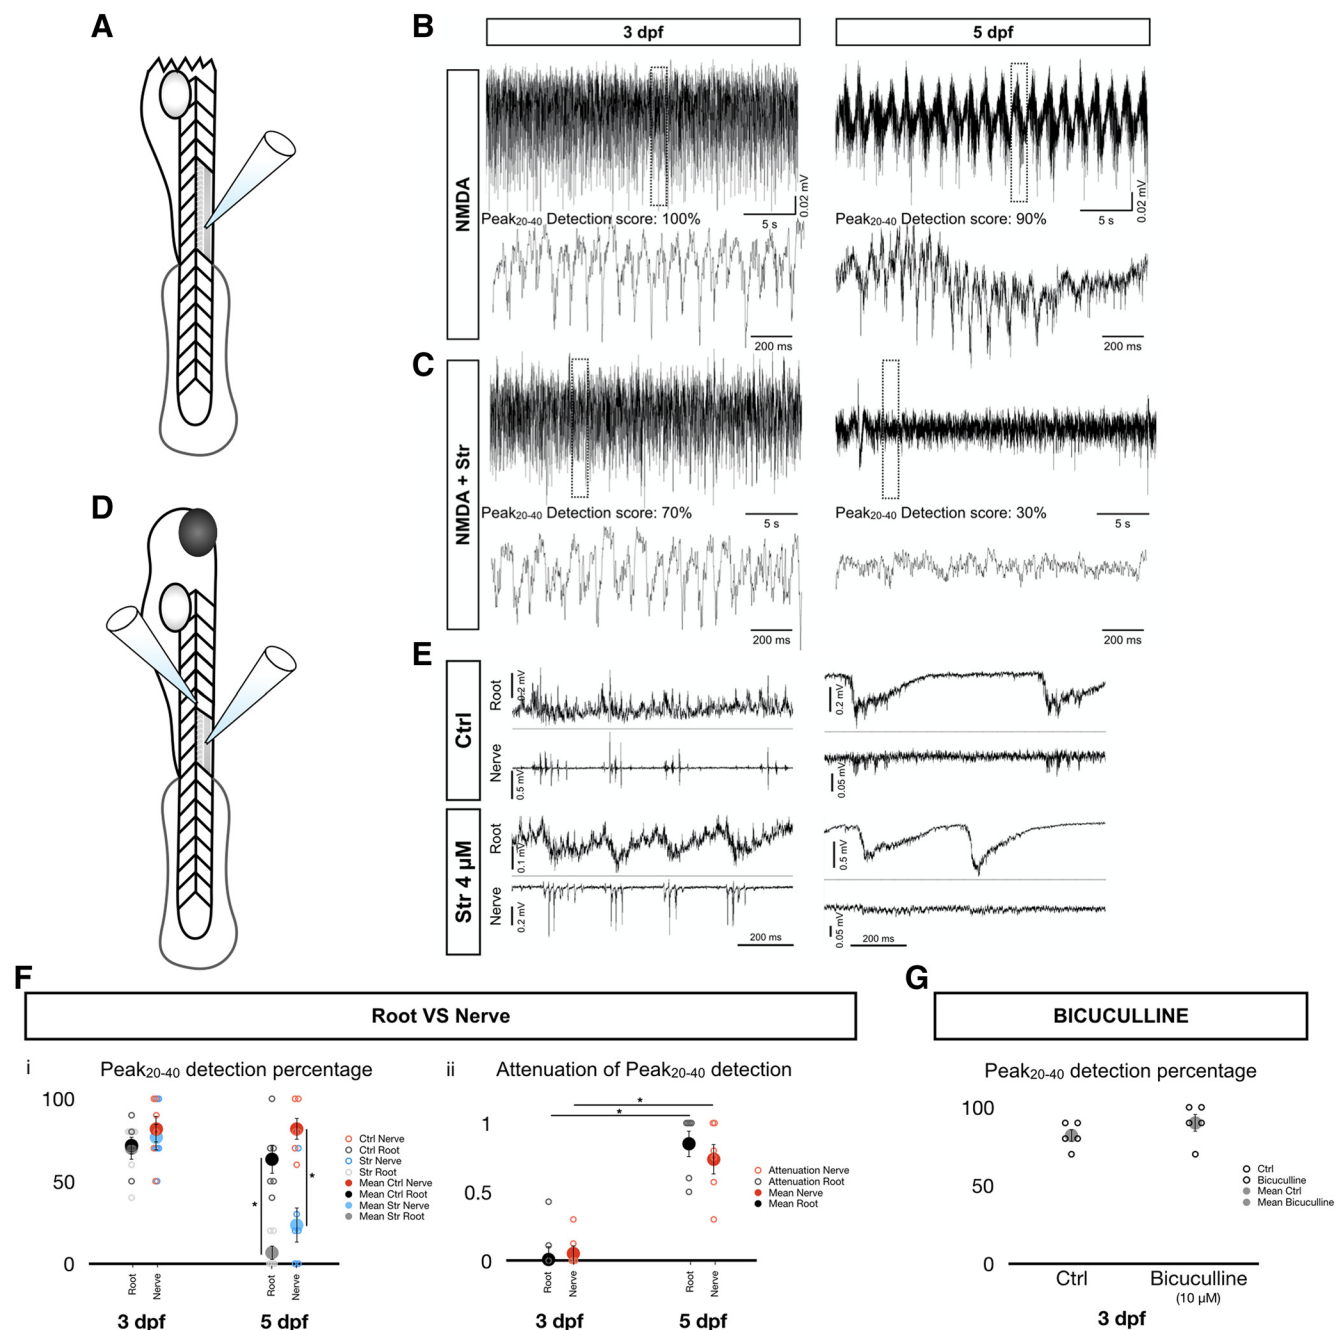 A
B
3 dpf
5 dpf
NMDA
0.02 mV
5 s
0.02 mV
5 s
Peak20-40 Detection score: 100%
Peak20-40 Detection score: 90%
200 ms
200 ms
C
NMDA + Str
5 s
5 s
Peak20-40 Detection score: 70%
Peak20-40 Detection score: 30%
200 ms
200 ms
D
E
Ctrl
Root
0.2 mV
0.2 mV
Nerve
0.5 mV
0.05 mV
Str 4 µM
Root
0.1 mV
0.5 mV
Nerve
0.2 mV
0.05 mV
200 ms
200 ms
F
Root VS Nerve
i
Peak20-40 detection percentage
100
50
0
*
*
Root
Nerve
Root
Nerve
3 dpf
5 dpf
Ctrl Nerve
Ctrl Root
Str Nerve
Str Root
Mean Ctrl Nerve
Mean Ctrl Root
Mean Str Nerve
Mean Str Root
ii
Attenuation of Peak20-40 detection
*
*
1
0.5
0
Root
Nerve
Root
Nerve
3 dpf
5 dpf
Attenuation Nerve
Attenuation Root
Mean Nerve
Mean Root
G
BICUCULLINE
Peak20-40 detection percentage
100
50
0
Ctrl
Bicuculline
(10 µM)
3 dpf
Ctrl
Bicuculline
Mean Ctrl
Mean Bicuculline